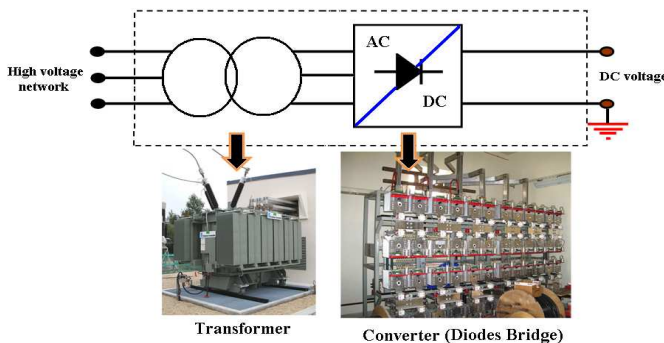 High voltage
network
AC
DC
DC voltage
Transformer
Converter (Diodes Bridge)